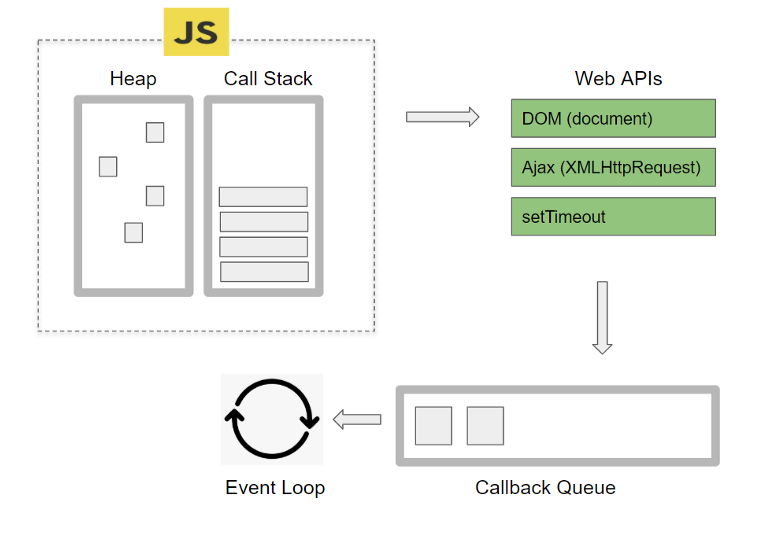 JS
Heap
Call Stack
Web APIs
DOM (document)
Ajax (XMLHttpRequest)
setTimeout
Event Loop
Callback Queue